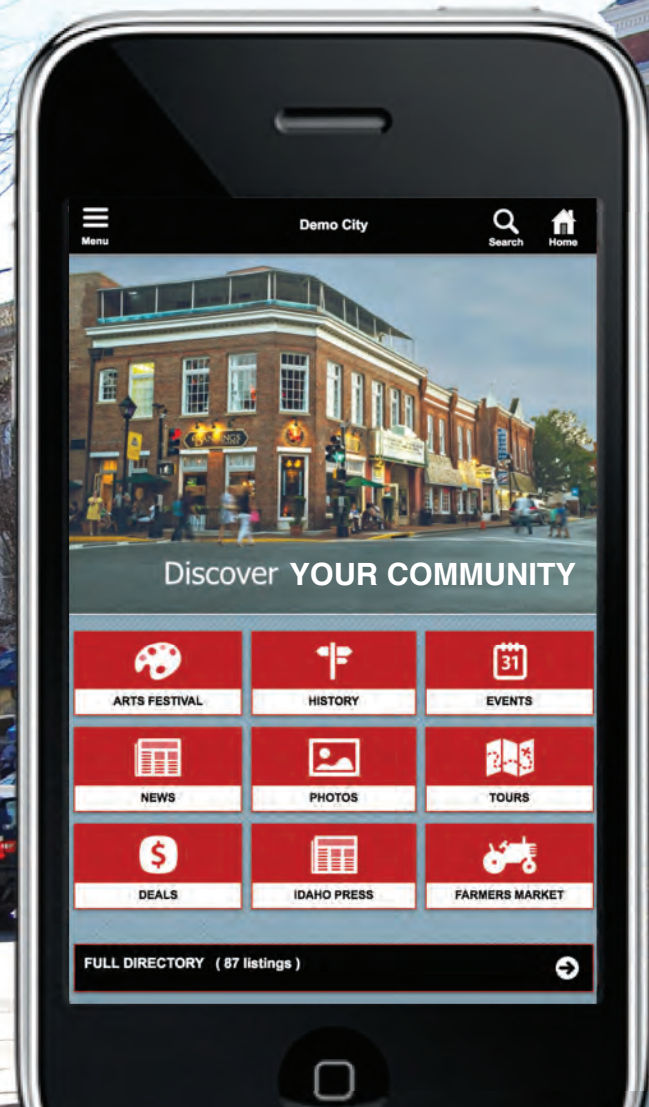 Demo City
Menu
Search
Home
Discover YOUR COMMUNITY
ARTS FESTIVAL
HISTORY
31
EVENTS
NEWS
PHOTOS
TOURS
$
DEALS
IDAHO PRESS
FARMERS MARKET
FULL DIRECTORY ( 87 listings )